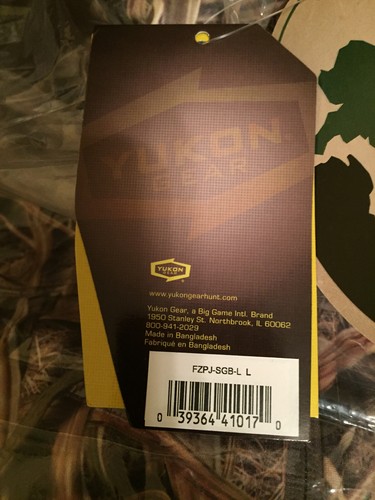 YUKON
GEAR
YUKON
GEAR
www.yukongearhunt.com
Yukon Gear, a Big Game Intl. Brand
1950 Stanley St. Northbrook, IL 60062
800-941-2029
Made in Bangladesh
Fabriqué en Bangladesh
FZPJ-SGB-L L
0 39364 41017 0